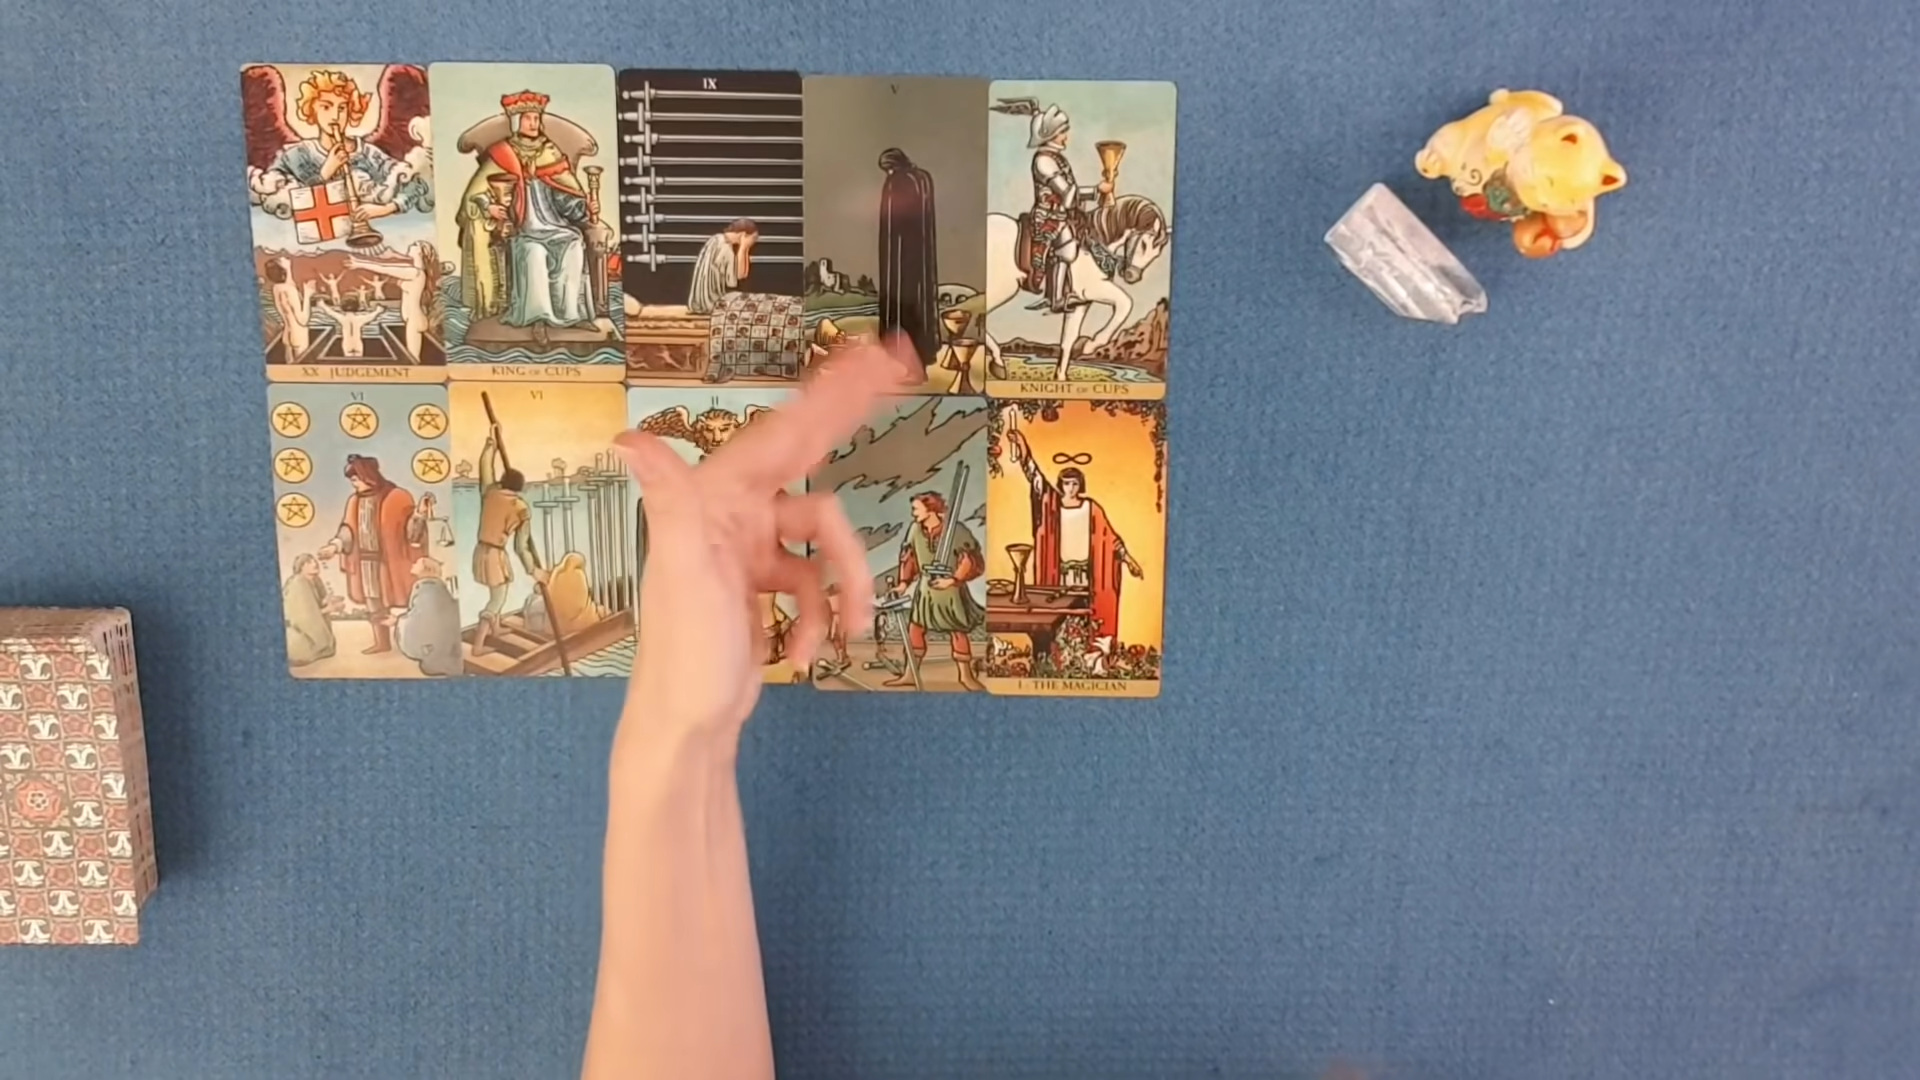 IX
V
XX JUDGEMENT
KING OF CUPS
KNIGHT OF CUPS
VI
VI
II
V
I · THE MAGICIAN